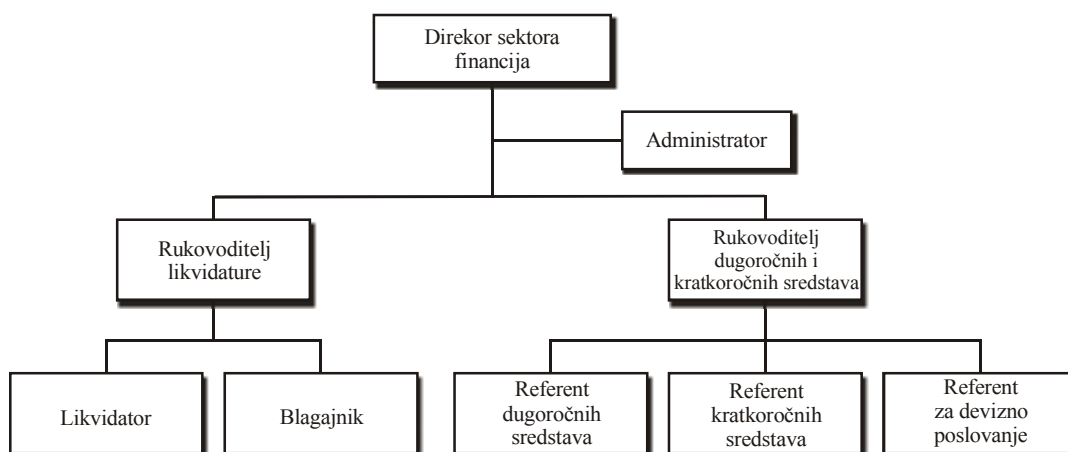 Direkor sektora
financija
Administrator
Rukovoditelj
likvidature
Rukovoditelj
dugoročnih i
kratkoročnih sredstava
Likvidator
Blagajnik
Referent
dugoročnih
sredstava
Referent
kratkoročnih
sredstava
Referent
za devizno
poslovanje